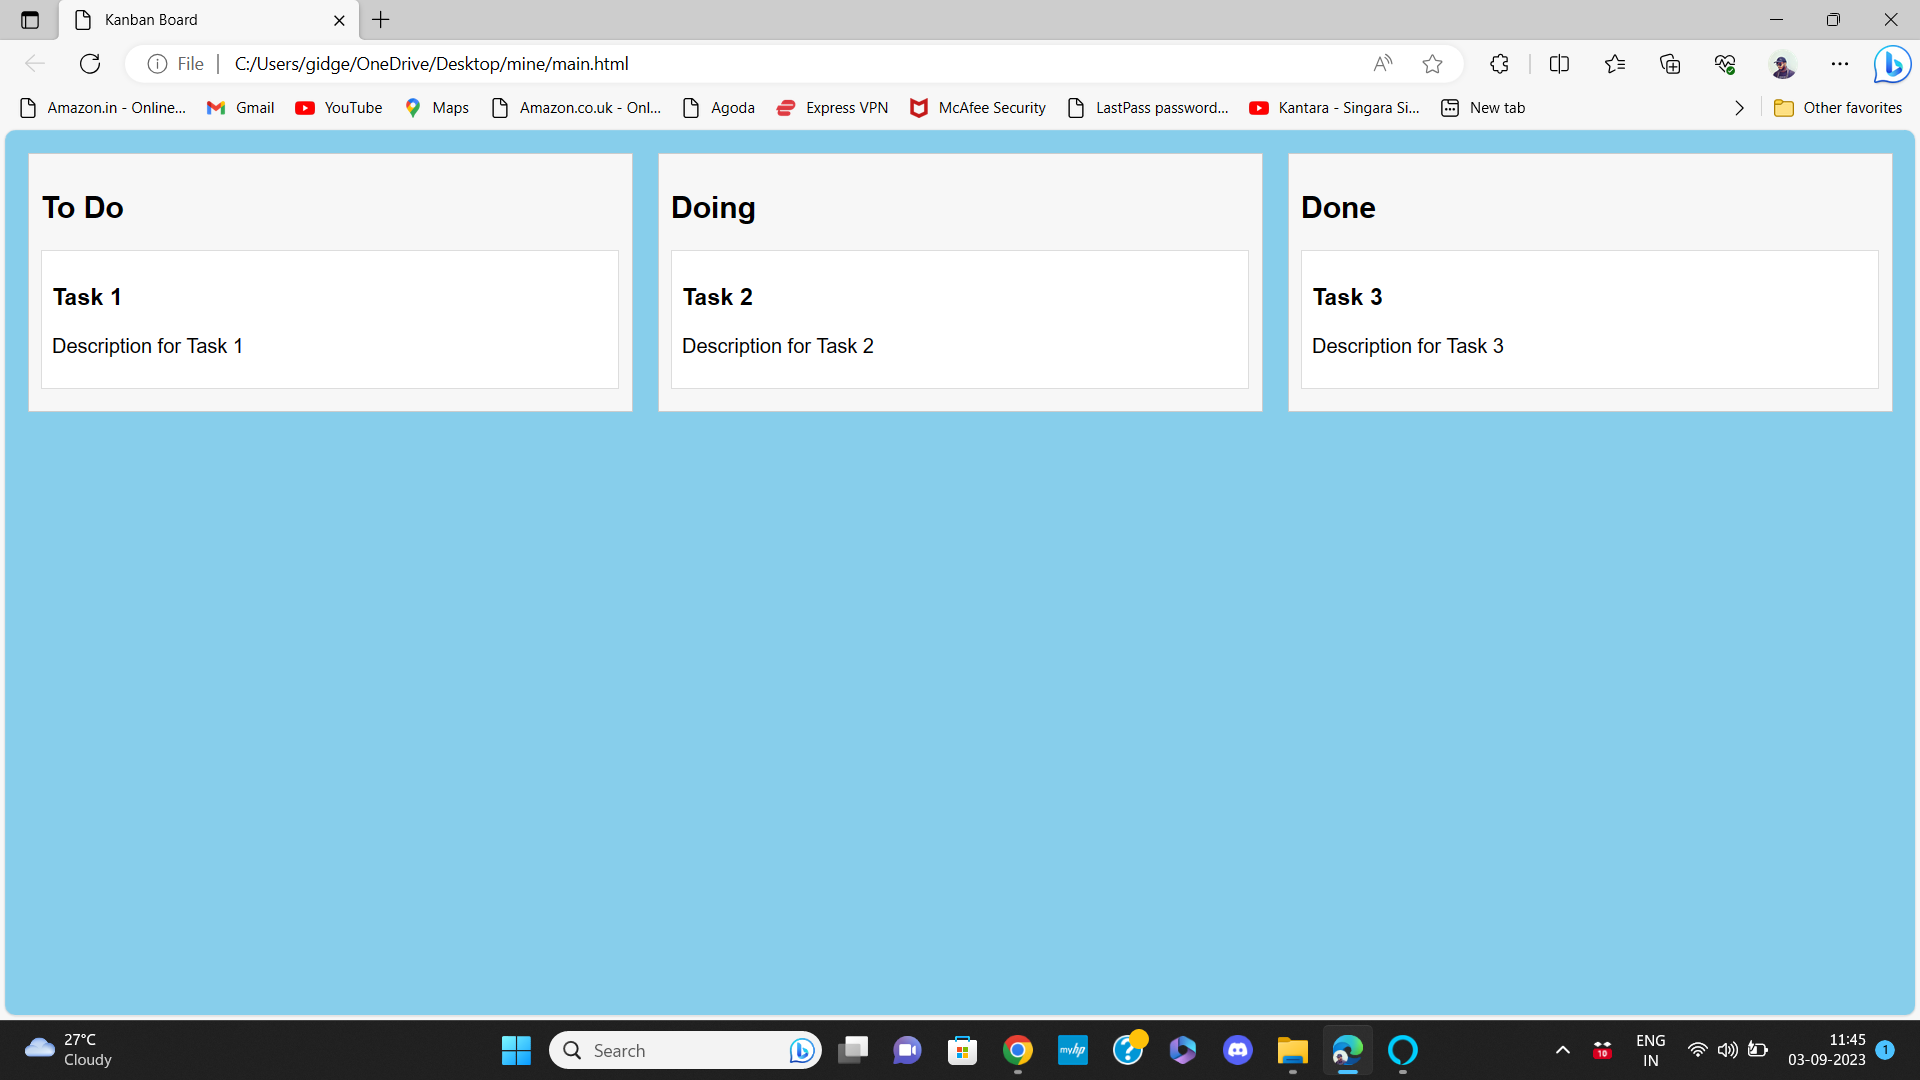 Kanban Board
File
C:/Users/gidge/OneDrive/Desktop/mine/main.html
Amazon.in - Online... Gmail YouTube Maps Amazon.co.uk - Onl... Agoda Express VPN McAfee Security LastPass password... Kantara - Singara Si... New tab Other favorites
To Do
Task 1
Description for Task 1
Doing
Task 2
Description for Task 2
Done
Task 3
Description for Task 3
27°C
Cloudy
Search
myhp
10
ENG
IN
11:45
03-09-2023
1